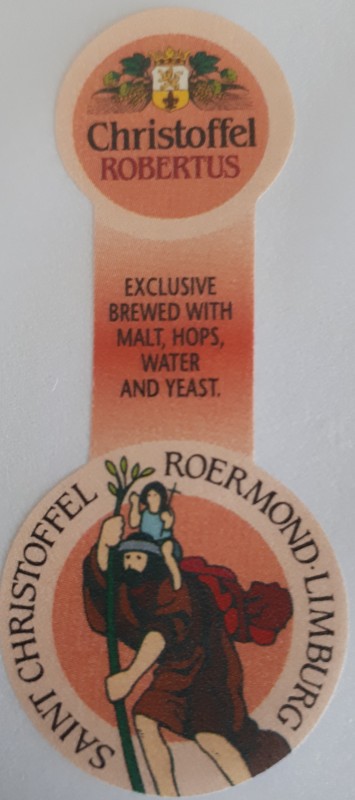 Christoffel
ROBERTUS
EXCLUSIVE
BREWED WITH
MALT, HOPS,
WATER
AND YEAST.
SAINT CHRISTOFFEL
ROERMOND·LIMBURG